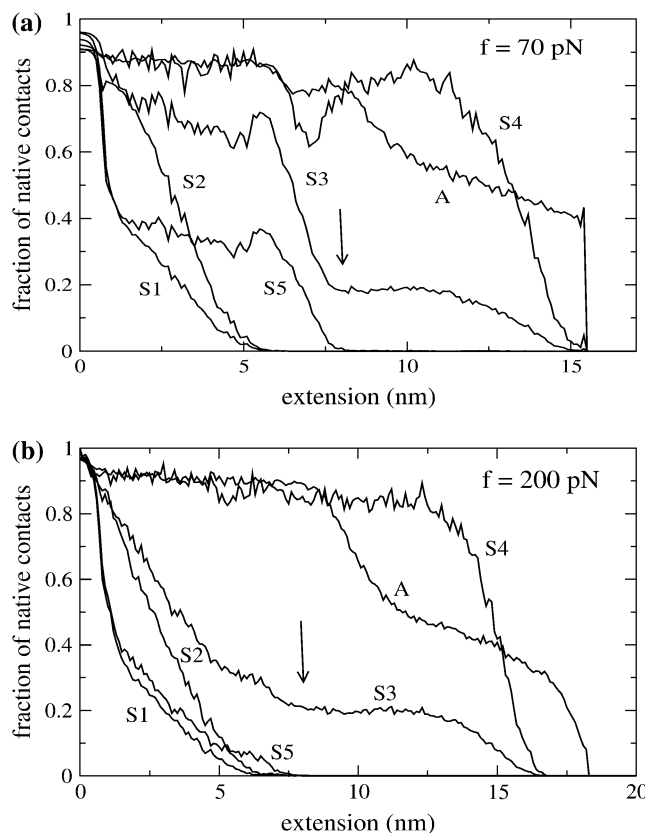 (a)
f = 70 pN
fraction of native contacts
1
0.8
0.6
0.4
0.2
0
S4
S2
S3
A
S1
S5
0 5 10 15
extension (nm)
(b)
f = 200 pN
fraction of native contacts
1
0.8
0.6
0.4
0.2
0
S4
A
S2
S3
S1
S5
0 5 10 15 20
extension (nm)